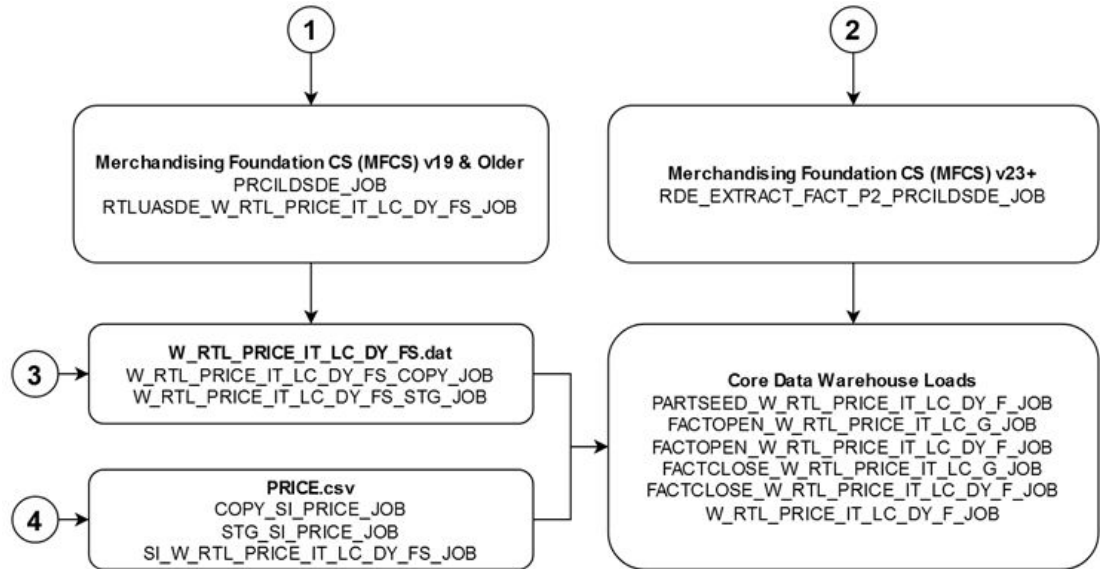 1
2
Merchandising Foundation CS (MFCS) v19 & Older
PRCILDSDE_JOB
RTLUASDE_W_RTL_PRICE_IT_LC_DY_FS_JOB
Merchandising Foundation CS (MFCS) v23+
RDE_EXTRACT_FACT_P2_PRCILDSDE_JOB
3
W_RTL_PRICE_IT_LC_DY_FS.dat
W_RTL_PRICE_IT_LC_DY_FS_COPY_JOB
W_RTL_PRICE_IT_LC_DY_FS_STG_JOB
4
PRICE.csv
COPY_SI_PRICE_JOB
STG_SI_PRICE_JOB
SI_W_RTL_PRICE_IT_LC_DY_FS_JOB
Core Data Warehouse Loads
PARTSEED_W_RTL_PRICE_IT_LC_DY_F_JOB
FACTOPEN_W_RTL_PRICE_IT_LC_G_JOB
FACTOPEN_W_RTL_PRICE_IT_LC_DY_F_JOB
FACTCLOSE_W_RTL_PRICE_IT_LC_G_JOB
FACTCLOSE_W_RTL_PRICE_IT_LC_DY_F_JOB
W_RTL_PRICE_IT_LC_DY_F_JOB